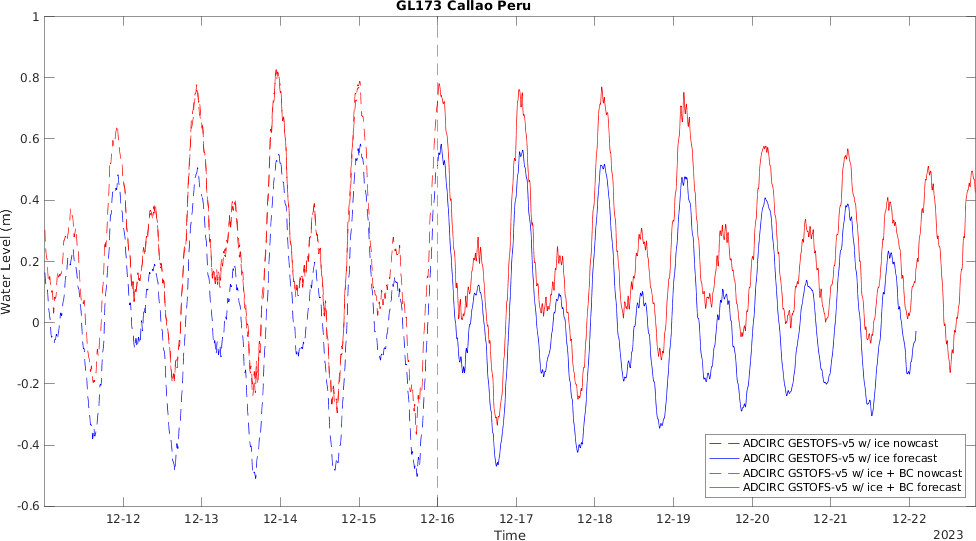 GL173 Callao Peru
Water Level (m)
1
0.8
0.6
0.4
0.2
0
-0.2
-0.4
-0.6
ADCIRC GESTOFS-v5 w/ ice nowcast
ADCIRC GESTOFS-v5 w/ ice forecast
ADCIRC GSTOFS-v5 w/ ice + BC nowcast
ADCIRC GSTOFS-v5 w/ ice + BC forecast
12-12 12-13 12-14 12-15 12-16 12-17 12-18 12-19 12-20 12-21 12-22
Time
2023